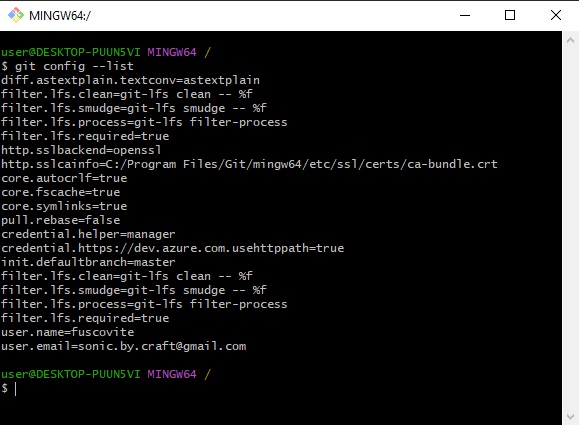 MINGW64:/
user@DESKTOP-PUUN5VI MINGW64 /
$ git config --list
diff.astextplain.textconv=astextplain
filter.lfs.clean=git-lfs clean -- %f
filter.lfs.smudge=git-lfs smudge -- %f
filter.lfs.process=git-lfs filter-process
filter.lfs.required=true
http.sslbackend=openssl
http.sslcainfo=C:/Program Files/Git/mingw64/etc/ssl/certs/ca-bundle.crt
core.autocrlf=true
core.fscache=true
core.symlinks=true
pull.rebase=false
credential.helper=manager
credential.https://dev.azure.com.usehttppath=true
init.defaultbranch=master
filter.lfs.clean=git-lfs clean -- %f
filter.lfs.smudge=git-lfs smudge -- %f
filter.lfs.process=git-lfs filter-process
filter.lfs.required=true
user.name=fuscovite
user.email=sonic.by.craft@gmail.com
user@DESKTOP-PUUN5VI MINGW64 /
$